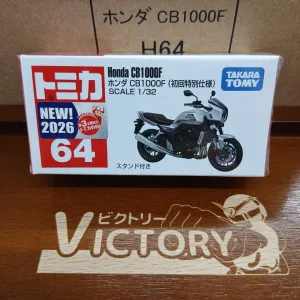 ホンダ CB1000F
H64
トミカ
NEW!
2026
64
Honda CB1000F
ホンダ CB1000F (初回特別仕様)
SCALE 1/32
TAKARA
TOMY
スタンド付き
ビクトリー
VICTORY